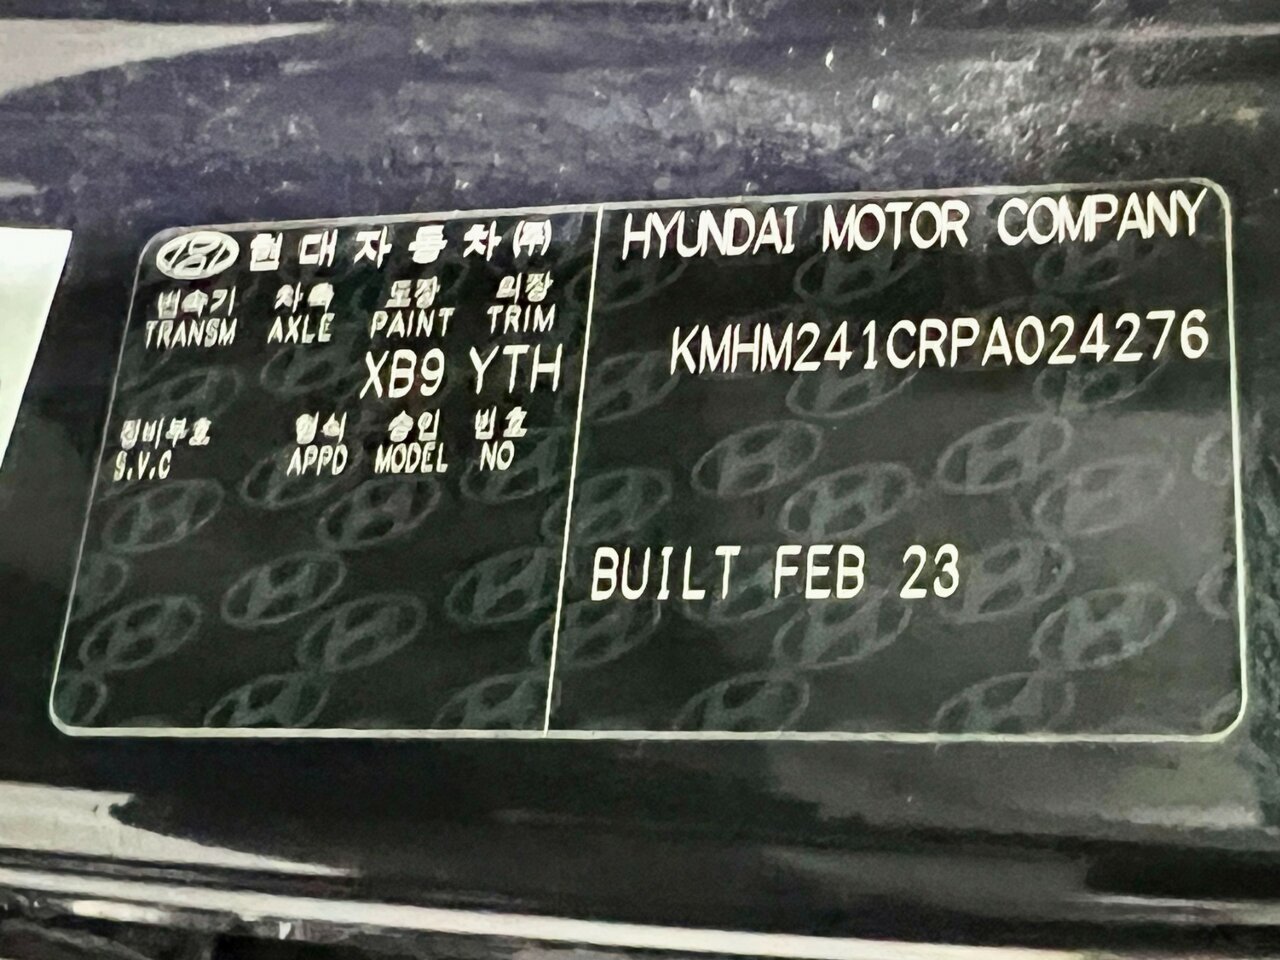 현대자동차(주)
변속기 차축 도장 의장
TRANSM AXLE PAINT TRIM
XB9 YTH
정비부호 형식 승인 번호
S.V.C APPD MODEL NO
HYUNDAI MOTOR COMPANY
KMHM241CRPA024276
BUILT FEB 23